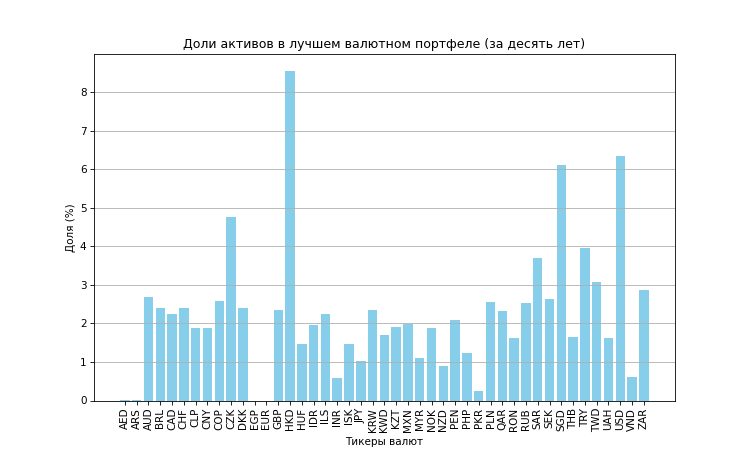 Доли активов в лучшем валютном портфеле (за десять лет)
Доля (%)
8
7
6
5
4
3
2
1
0
AED ARS AUD BRL CAD CHF CLP CNY COP CZK DKK EGP EUR GBP HKD HUF IDR ILS INR ISK JPY KRW KWD KZT MXN MYR NOK NZD PEN PHP PKR PLN QAR RON RUB SAR SEK SGD THB TRY TWD UAH USD VND ZAR
Тикеры валют